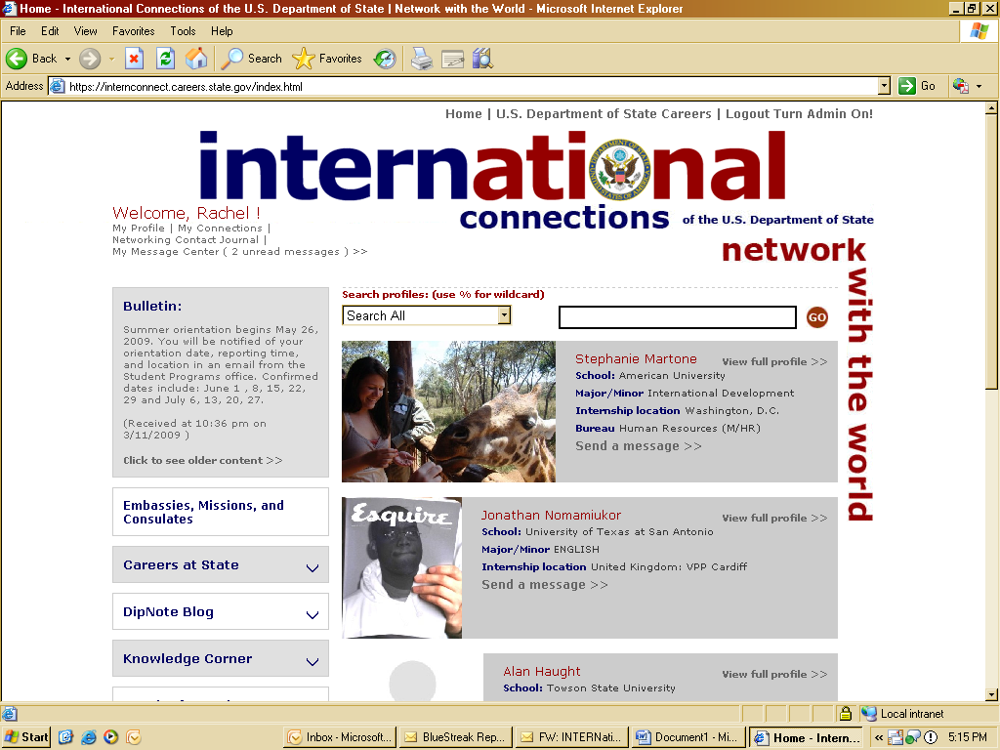 Home - International Connections of the U.S. Department of State | Network with the World - Microsoft Internet Explorer
File Edit View Favorites Tools Help
Back Search Favorites
Address https://internconnect.careers.state.gov/index.html Go
Home | U.S. Department of State Careers | Logout Turn Admin On!
international
connections of the U.S. Department of State
network
with the world
Welcome, Rachel !
My Profile | My Connections |
Networking Contact Journal |
My Message Center ( 2 unread messages ) >>
Bulletin:
Summer orientation begins May 26,
2009. You will be notified of your
orientation date, reporting time,
and location in an email from the
Student Programs office. Confirmed
dates include: June 1 , 8, 15, 22,
29 and July 6, 13, 20, 27.
(Received at 10:36 pm on
3/11/2009 )
Click to see older content >>
Embassies, Missions, and
Consulates
Careers at State
DipNote Blog
Knowledge Corner
Search profiles: (use % for wildcard)
Search All GO
Stephanie Martone View full profile >>
School: American University
Major/Minor International Development
Internship location Washington, D.C.
Bureau Human Resources (M/HR)
Send a message >>
Esquire
Jonathan Nomamiukor View full profile >>
School: University of Texas at San Antonio
Major/Minor ENGLISH
Internship location United Kingdom: VPP Cardiff
Send a message >>
Alan Haught View full profile >>
School: Towson State University
Local intranet
Start Inbox - Microsoft... BlueStreak Rep... FW: INTERNati... Document1 - Mi... Home - Intern... « 5:15 PM